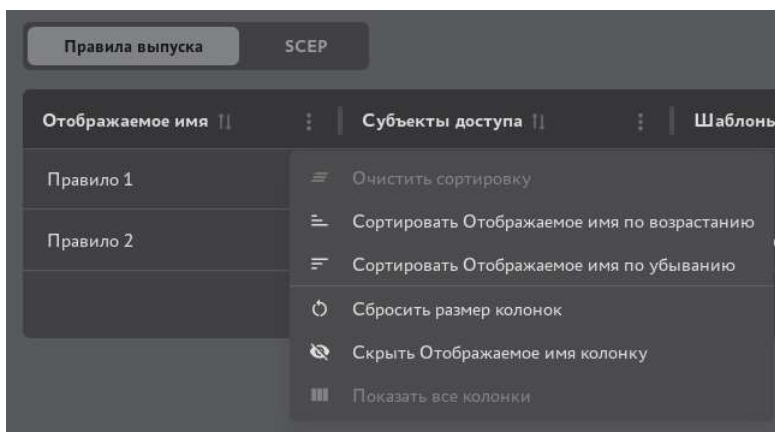 Правила выпуска SCEP
Отображаемое имя Субъекты доступа Шаблоны
Правило 1
Правило 2
Очистить сортировку
Сортировать Отображаемое имя по возрастанию
Сортировать Отображаемое имя по убыванию
Сбросить размер колонок
Скрыть Отображаемое имя колонку
Показать все колонки